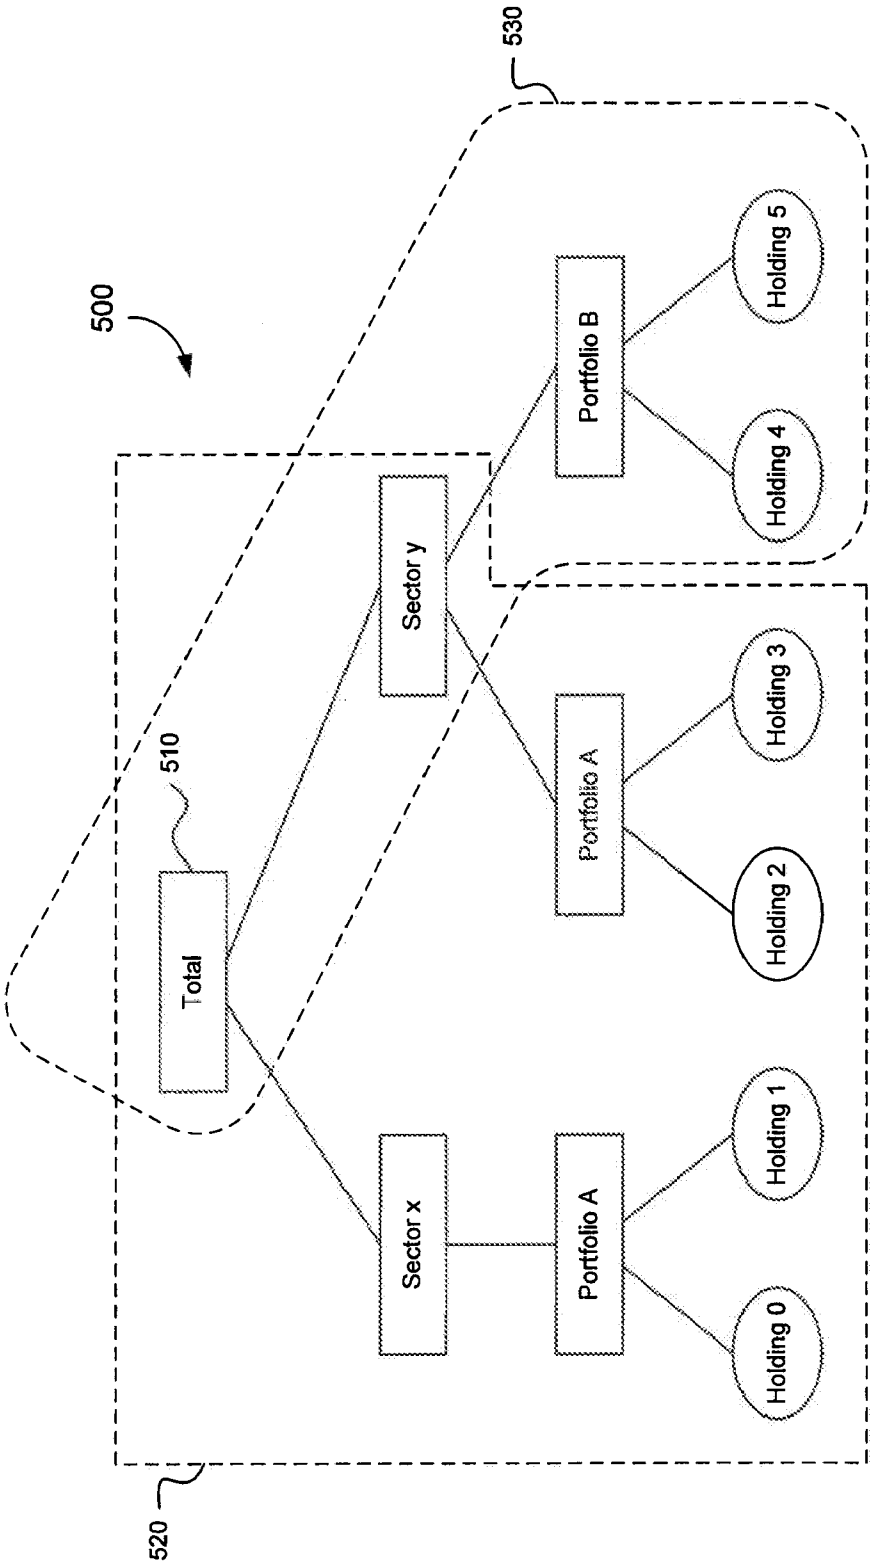 500
530
510
520
Total
Sector x
Sector y
Portfolio A
Portfolio A
Portfolio B
Holding 0
Holding 1
Holding 2
Holding 3
Holding 4
Holding 5